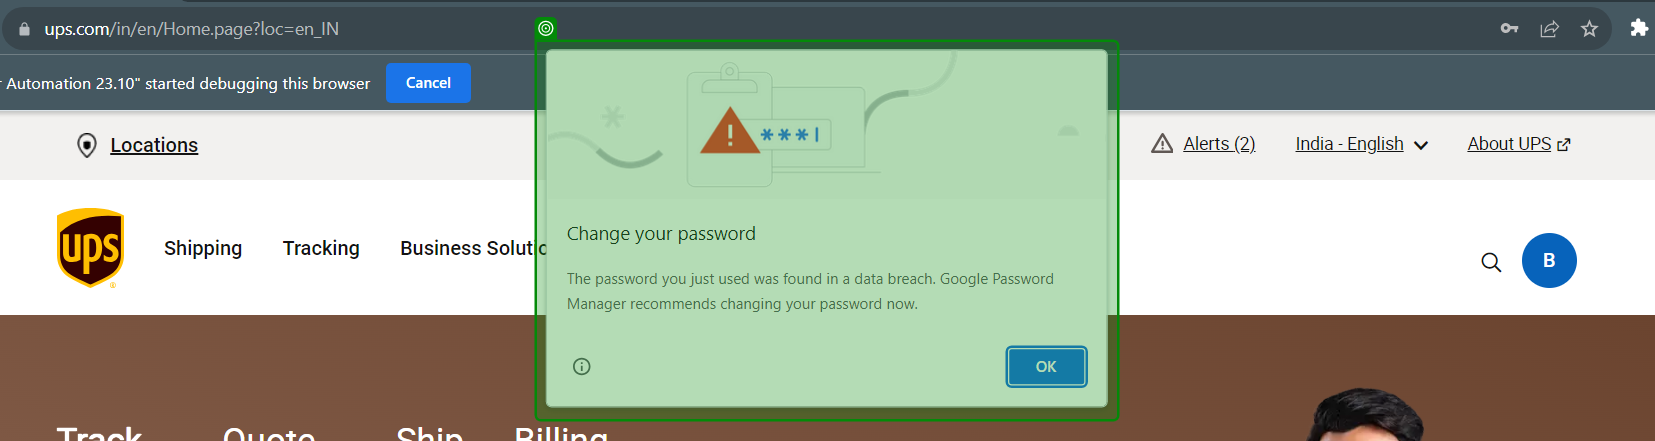 ups.com/in/en/Home.page?loc=en_IN
Automation 23.10" started debugging this browser
Cancel
Locations
Alerts (2)
India - English
About UPS
ups
Shipping
Tracking
Business Solutio
B
***|
Change your password
The password you just used was found in a data breach. Google Password
Manager recommends changing your password now.
OK
Track
Quote
Ship
Billing